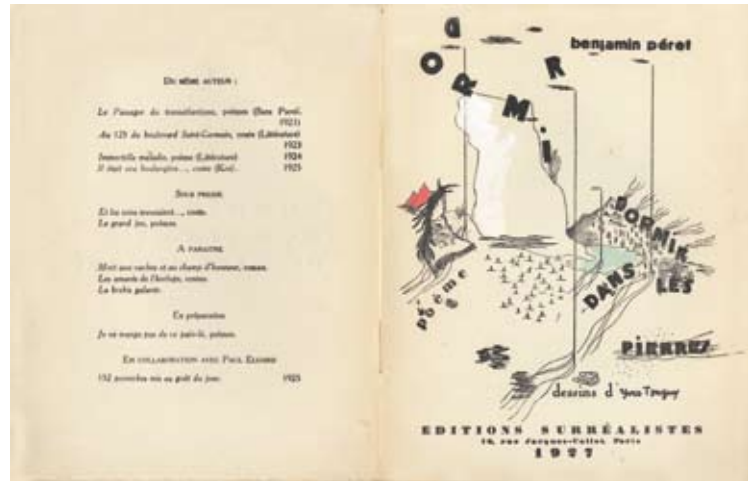 DU MÊME AUTEUR :
Le Passager du transatlantique, poèmes (Sans Pareil.
1921)
Au 125 du boulevard Saint-Germain, conte (Littérature)
1923
Immortelle maladie, poème (Littérature) 1924
Il était une boulangère..., conte (Kra). 1925
SOUS PRESSE
Et les seins mouraient..., conte.
Le grand jeu, poèmes.
A PARAITRE
Mort aux vaches et au champ d'honneur, roman.
Les amants de l'horloge, contes.
La brebis galante.
En préparation
Je ne mange pas de ce pain-là, poèmes.
EN COLLABORATION AVEC PAUL ELUARD
152 proverbes mis au goût du jour. 1925
benjamin péret
DORMIR
DORMIR
DANS LES
PIERRES
poème
dessins d'Yves Tanguy
EDITIONS SURRÉALISTES
16, rue Jacques-Callot, Paris
1927